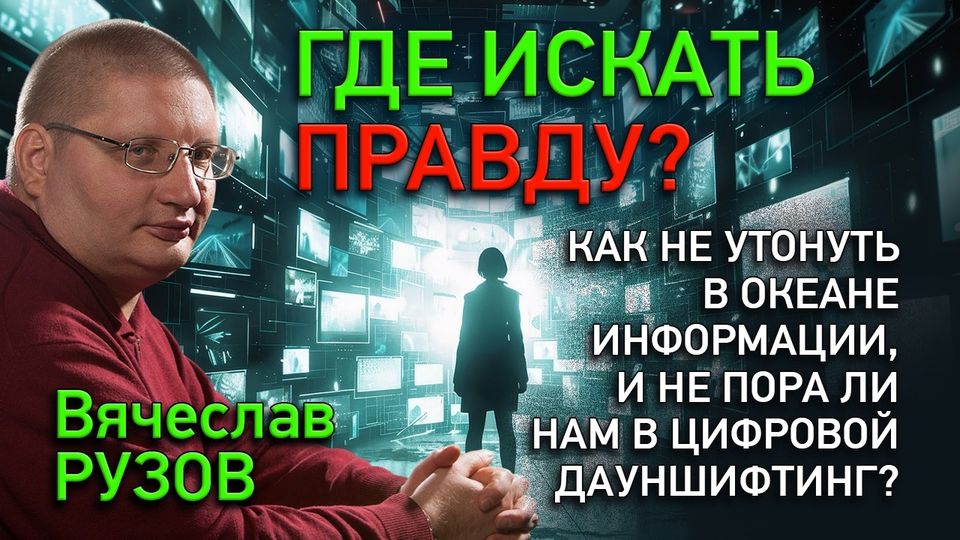 ГДЕ ИСКАТЬ
ПРАВДУ?
КАК НЕ УТОНУТЬ
В ОКЕАНЕ
ИНФОРМАЦИИ,
И НЕ ПОРА ЛИ
НАМ В ЦИФРОВОЙ
ДАУНШИФТИНГ?
Вячеслав
РУЗОВ